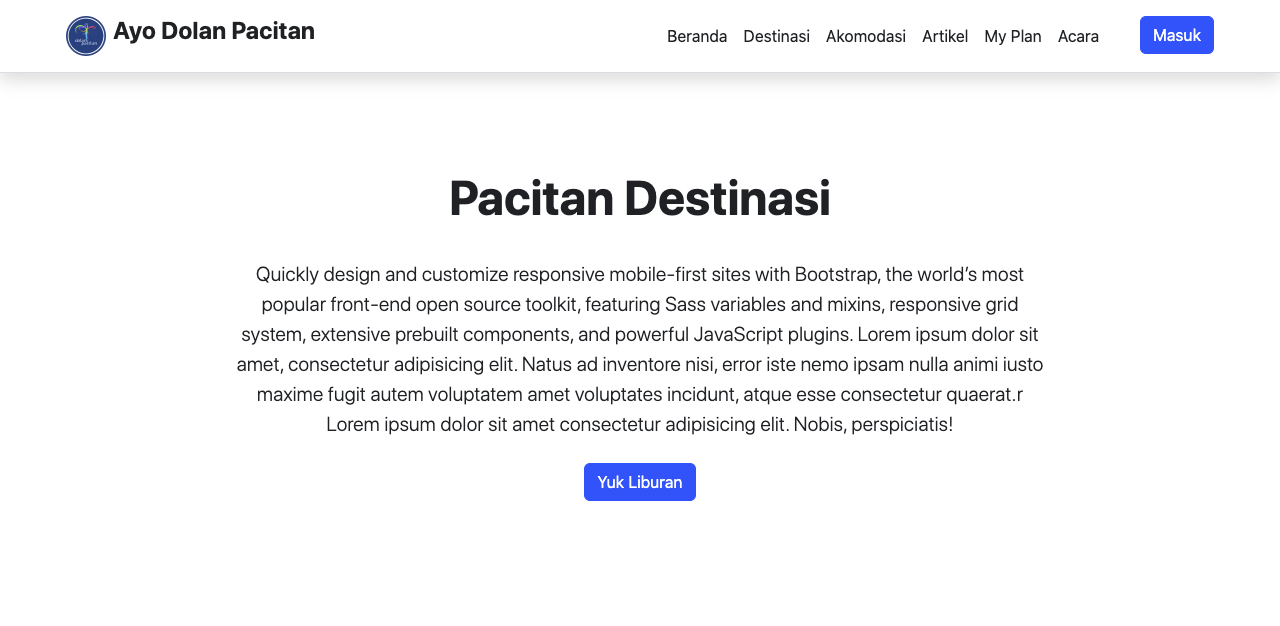 Ayo Dolan Pacitan
Beranda Destinasi Akomodasi Artikel My Plan Acara Masuk
Pacitan Destinasi
Quickly design and customize responsive mobile-first sites with Bootstrap, the world’s most
popular front-end open source toolkit, featuring Sass variables and mixins, responsive grid
system, extensive prebuilt components, and powerful JavaScript plugins. Lorem ipsum dolor sit
amet, consectetur adipisicing elit. Natus ad inventore nisi, error iste nemo ipsam nulla animi iusto
maxime fugit autem voluptatem amet voluptates incidunt, atque esse consectetur quaerat.r
Lorem ipsum dolor sit amet consectetur adipisicing elit. Nobis, perspiciatis!
Yuk Liburan